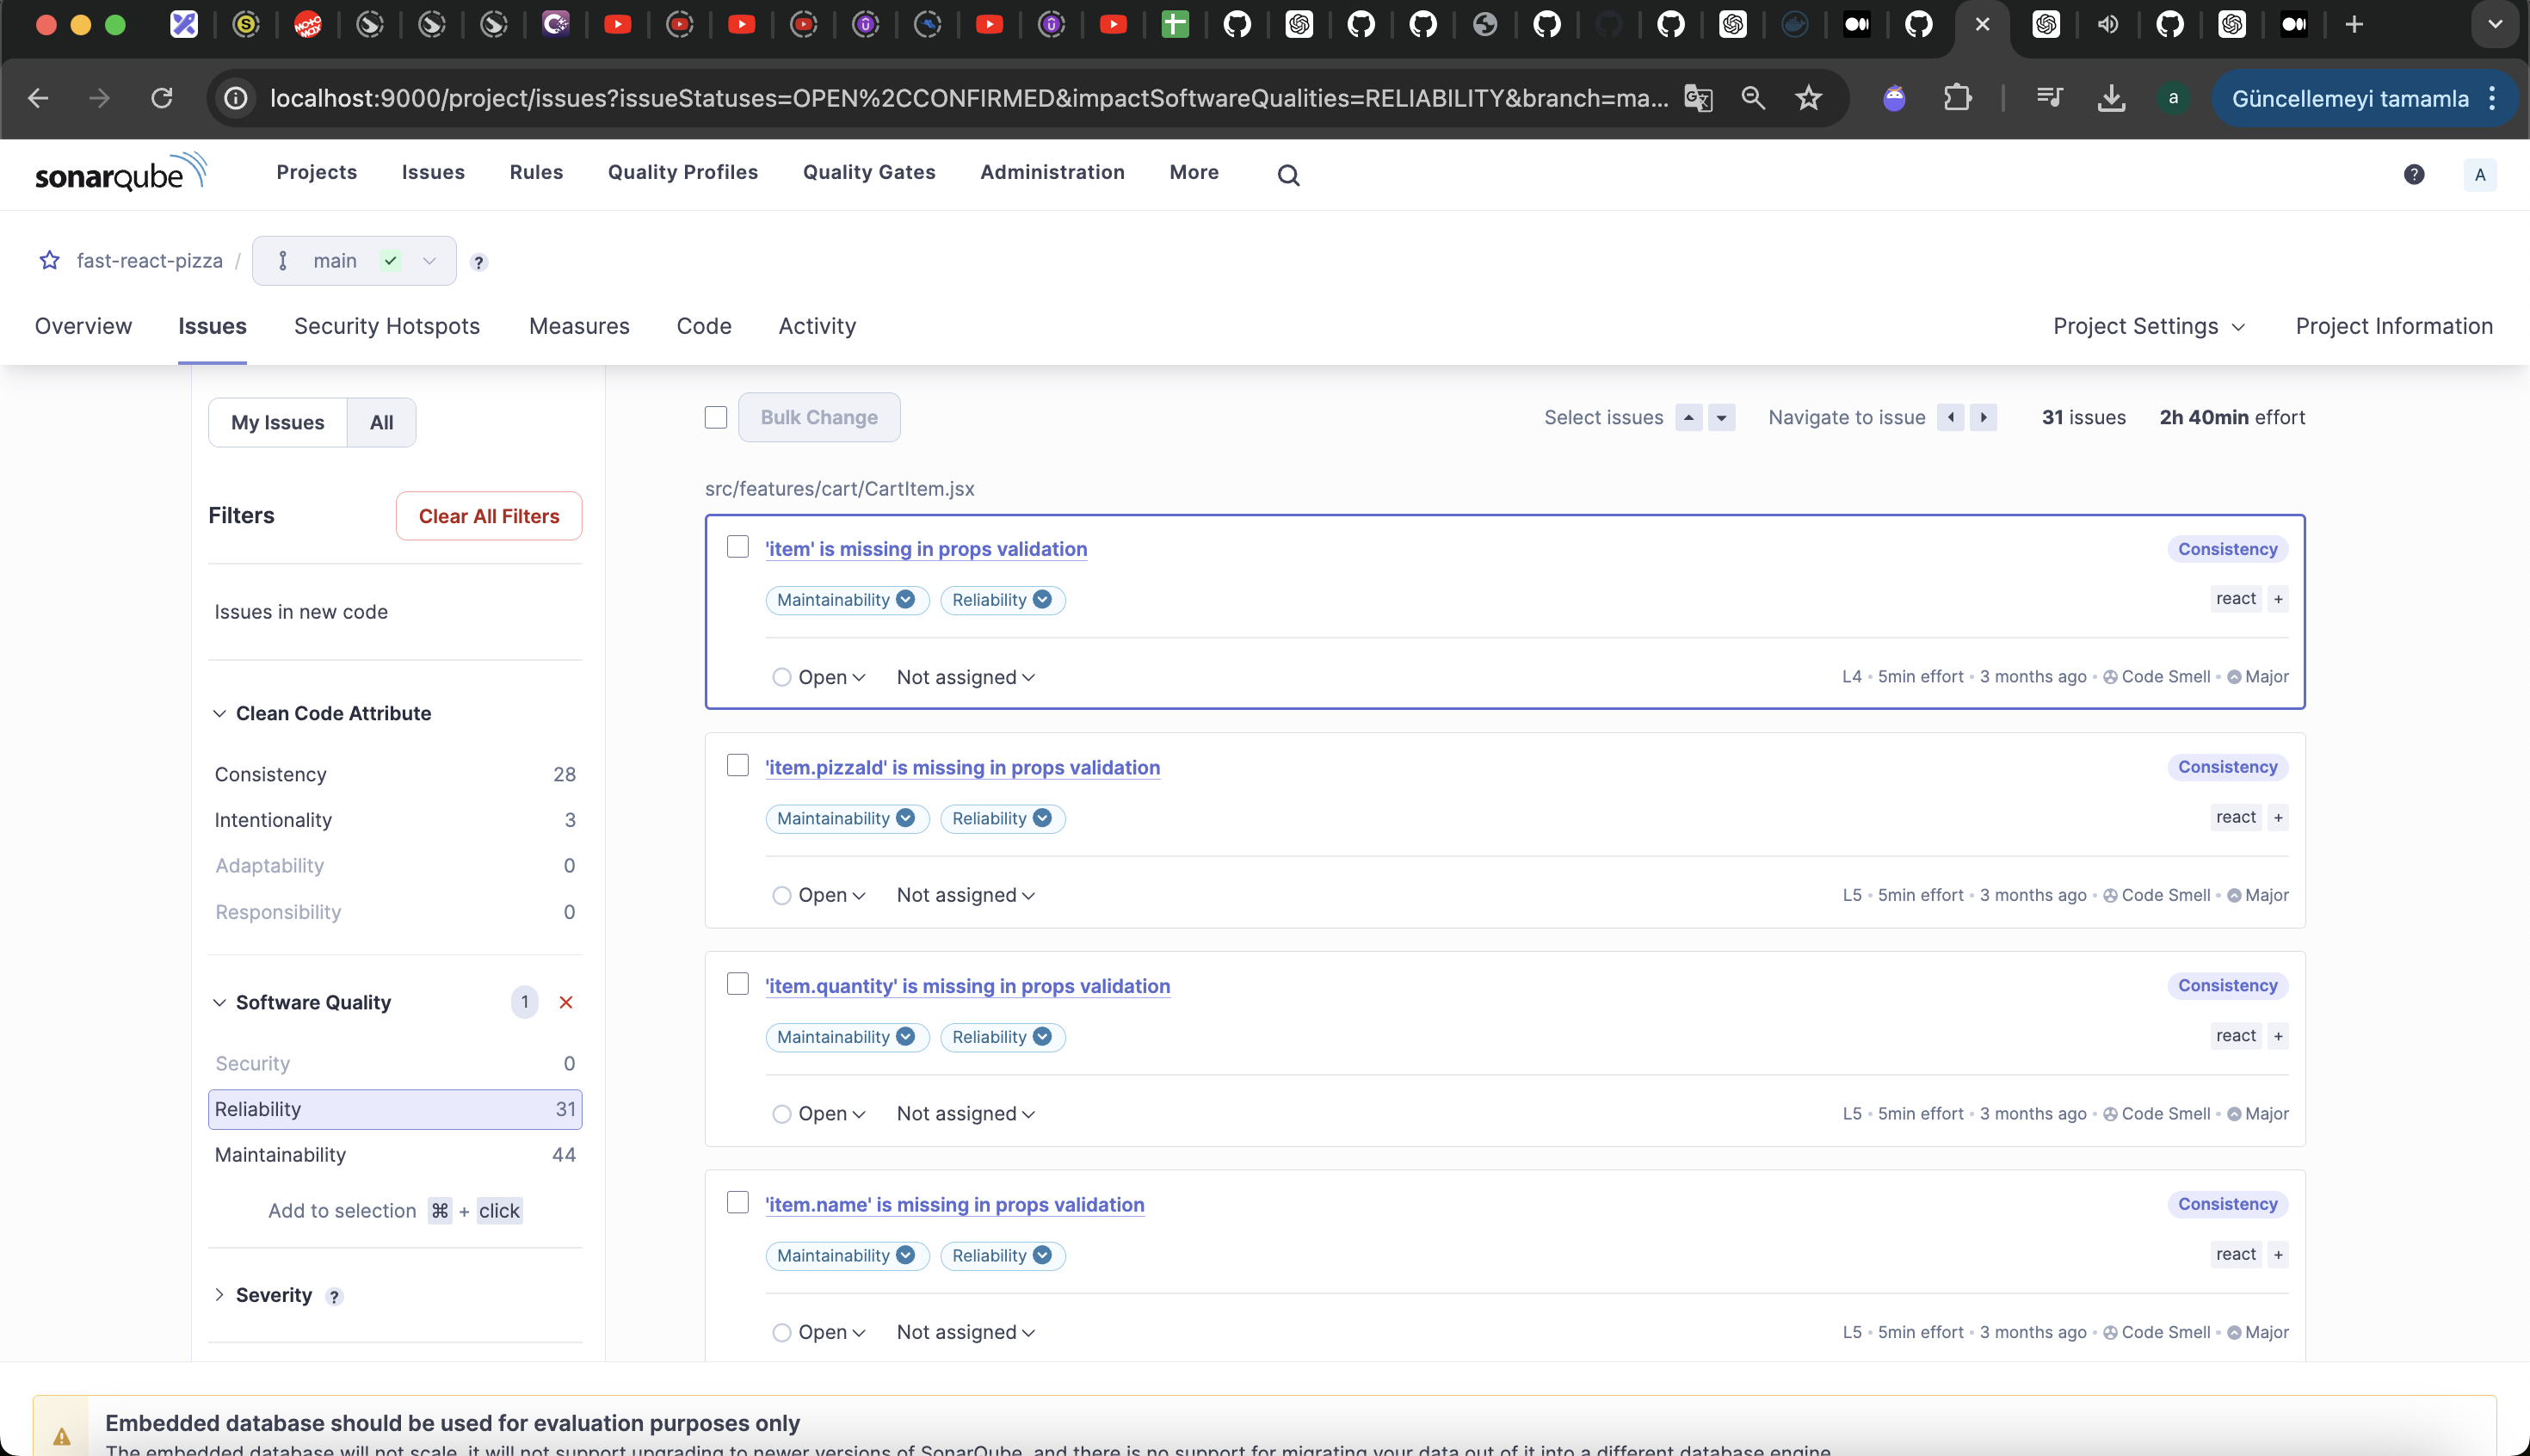 localhost:9000/project/issues?issueStatuses=OPEN%2CCONFIRMED&impactSoftwareQualities=RELIABILITY&branch=ma...
a
Güncellemeyi tamamla
sonarqube
Projects
Issues
Rules
Quality Profiles
Quality Gates
Administration
More
?
A
fast-react-pizza /
main
?
Overview
Issues
Security Hotspots
Measures
Code
Activity
Project Settings
Project Information
My Issues
All
Filters
Clear All Filters
Issues in new code
Clean Code Attribute
Consistency 28
Intentionality 3
Adaptability 0
Responsibility 0
Software Quality 1
Security 0
Reliability 31
Maintainability 44
Add to selection ⌘ + click
Severity ?
Bulk Change
Select issues
Navigate to issue
31 issues
2h 40min effort
src/features/cart/CartItem.jsx
'item' is missing in props validation
Consistency
Maintainability
Reliability
react +
Open
Not assigned
L4 • 5min effort • 3 months ago • Code Smell • Major
'item.pizzaId' is missing in props validation
Consistency
Maintainability
Reliability
react +
Open
Not assigned
L5 • 5min effort • 3 months ago • Code Smell • Major
'item.quantity' is missing in props validation
Consistency
Maintainability
Reliability
react +
Open
Not assigned
L5 • 5min effort • 3 months ago • Code Smell • Major
'item.name' is missing in props validation
Consistency
Maintainability
Reliability
react +
Open
Not assigned
L5 • 5min effort • 3 months ago • Code Smell • Major
Embedded database should be used for evaluation purposes only
The embedded database will not scale, it will not support upgrading to newer versions of SonarQube, and there is no support for migrating your data out of it into a different database engine.